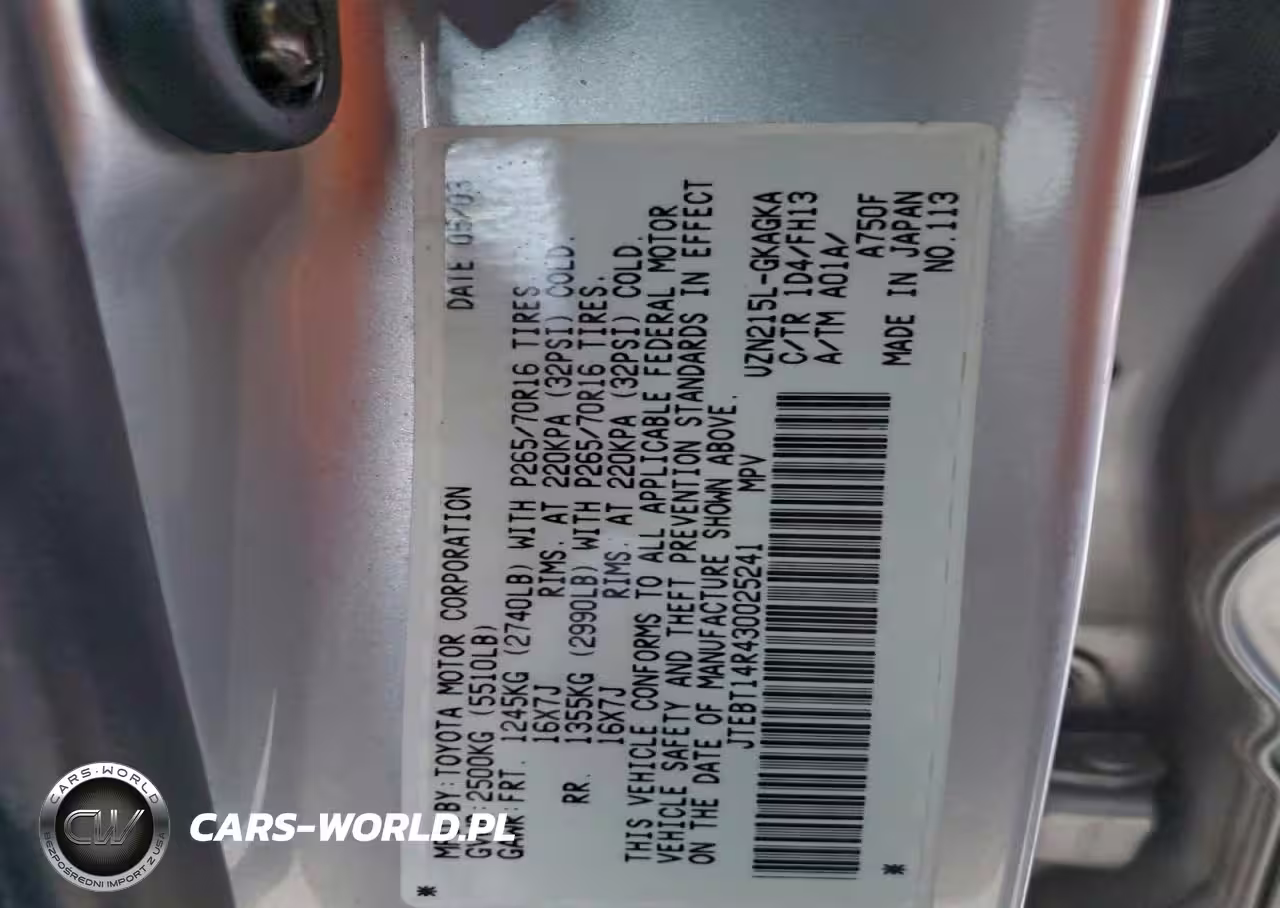 DATE 05/03
MFD BY:TOYOTA MOTOR CORPORATION
GVWR:2500KG (5510LB)
GAWR:FRT. 1245KG (2740LB) WITH P265/70R16 TIRES,
16X7J RIMS. AT 220KPA (32PSI) COLD.
RR. 1355KG (2990LB) WITH P265/70R16 TIRES.
16X7J RIMS. AT 220KPA (32PSI) COLD.
THIS VEHICLE CONFORMS TO ALL APPLICABLE FEDERAL MOTOR
VEHICLE SAFETY AND THEFT PREVENTION STANDARDS IN EFFECT
ON THE DATE OF MANUFACTURE SHOWN ABOVE.
JTEBT14R430025241 MPV
UZN215L-GKAGKA
C/TR 1D4/FH13
A/TM A01A/
A750F
MADE IN JAPAN
NO.113
* *
CARS-WORLD
CW
BEZPOŚREDNI IMPORT Z USA
CARS-WORLD.PL